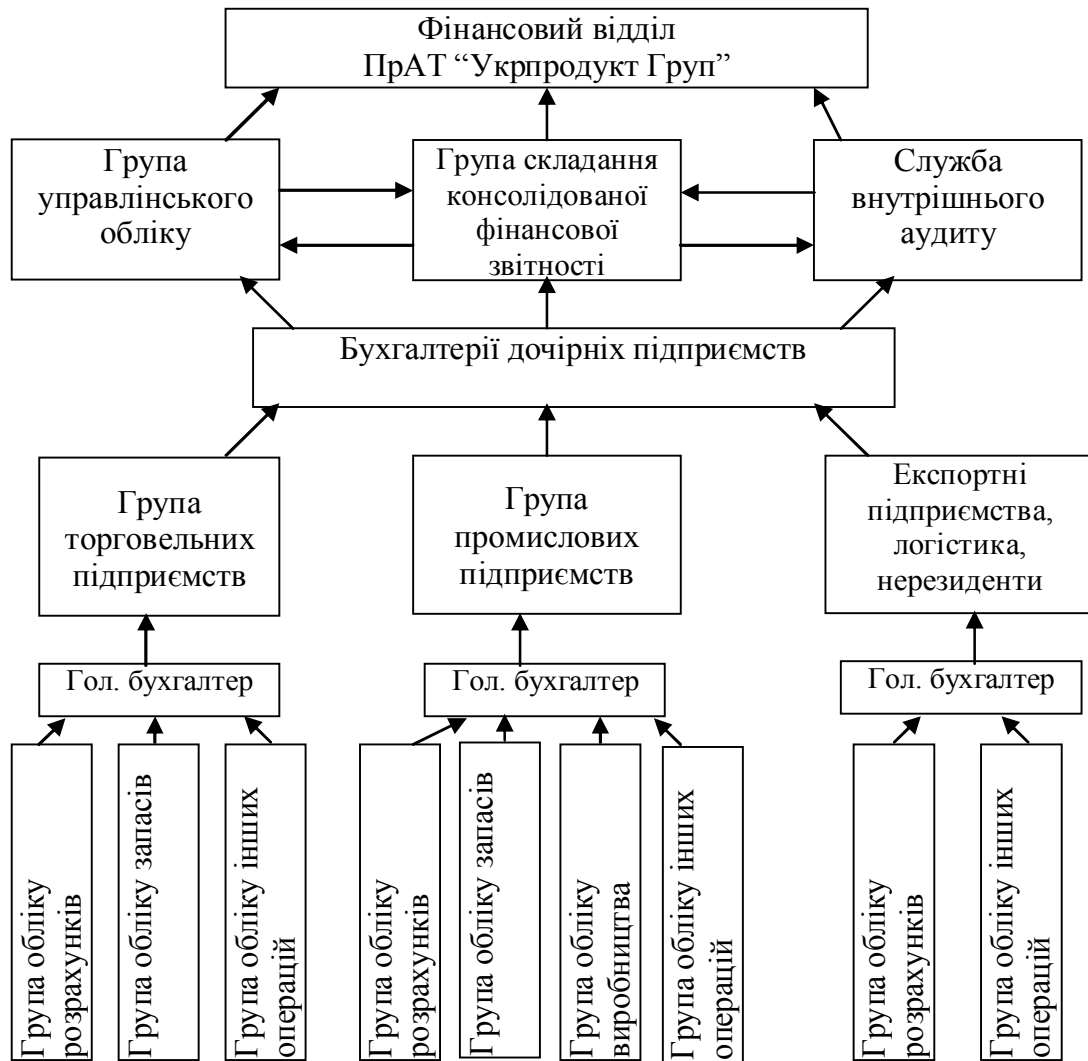 Фінансовий відділ
ПрАТ “Укрпродукт Груп”
Група
управлінського
обліку
Група складання
консолідованої
фінансової
звітності
Служба
внутрішнього
аудиту
Бухгалтерії дочірніх підприємств
Група
торговельних
підприємств
Група
промислових
підприємств
Експортні
підприємства,
логістика,
нерезиденти
Гол. бухгалтер
Гол. бухгалтер
Гол. бухгалтер
Група обліку
розрахунків
Група обліку запасів
Група обліку інших
операцій
Група обліку
розрахунків
Група обліку запасів
Група обліку
виробництва
Група обліку інших
операцій
Група обліку
розрахунків
Група обліку інших
операцій